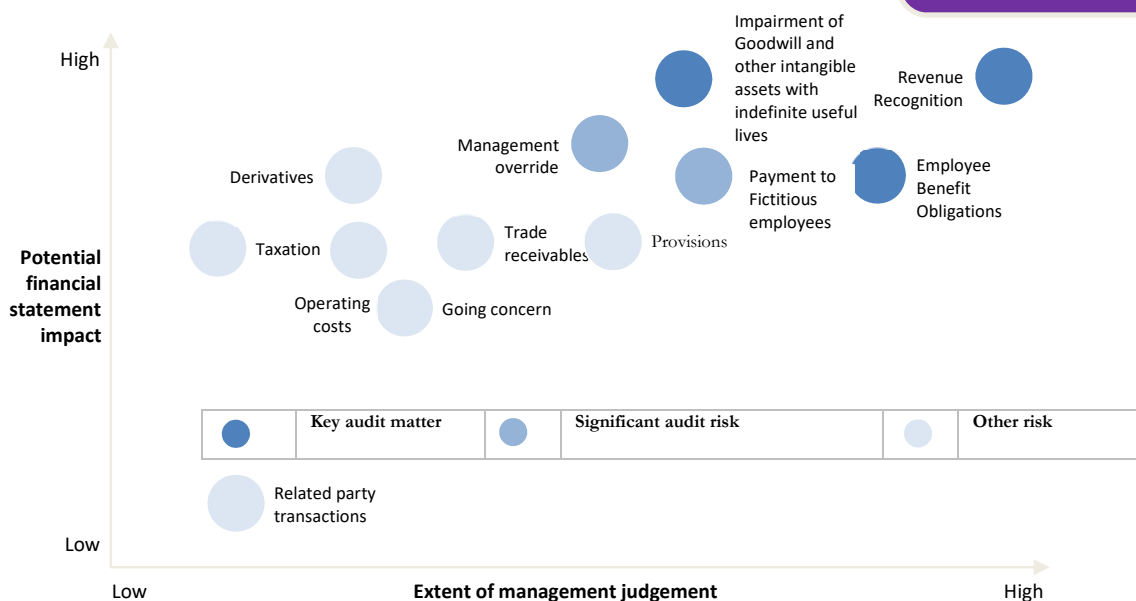 Impairment of
Goodwill and
other intangible
assets with
indefinite useful
lives
High
Revenue
Recognition
Management
override
Derivatives
Payment to
Fictitious
employees
Employee
Benefit
Obligations
Taxation
Trade
receivables
Provisions
Potential
financial
statement
impact
Operating
costs
Going concern
Key audit matter
Significant audit risk
Other risk
Related party
transactions
Low
Low
Extent of management judgement
High